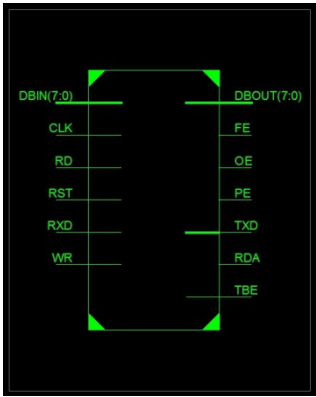 DBIN(7:0)
DBOUT(7:0)
CLK
FE
RD
OE
RST
PE
RXD
TXD
WR
RDA
TBE